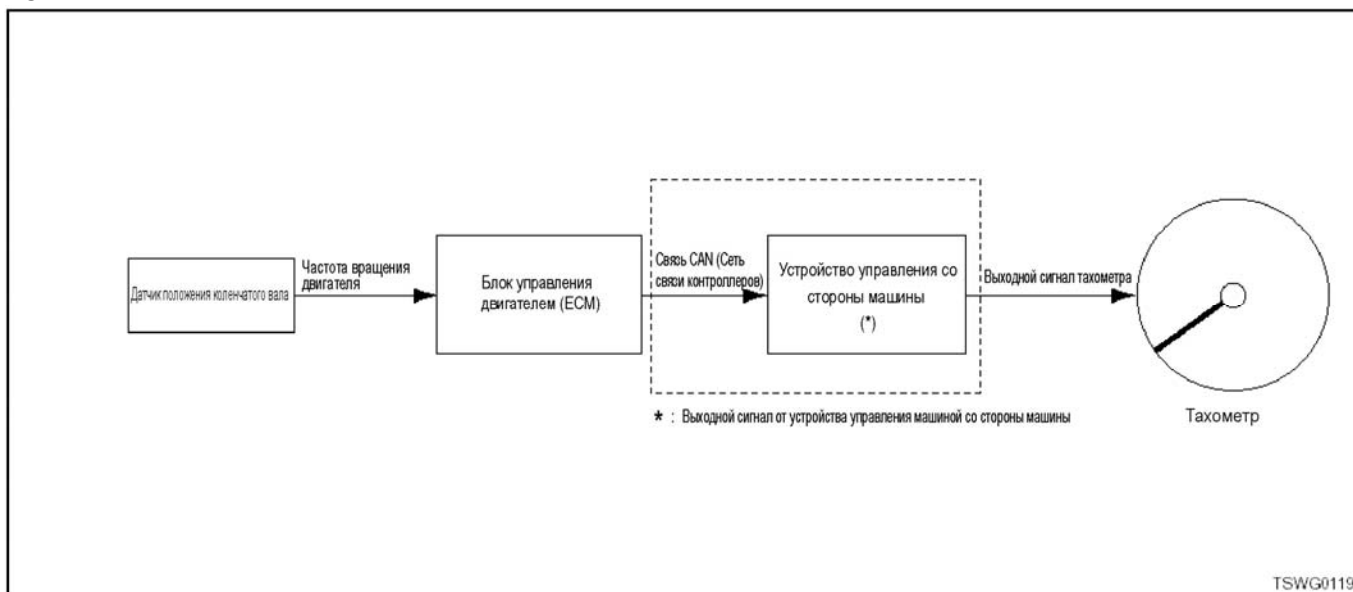 Датчик положения коленчатого вала
Частота вращения
двигателя
Блок управления
двигателем (ECM)
Связь CAN (Сеть
связи контроллеров)
Устройство управления со
стороны машины
(*)
Выходной сигнал тахометра
Тахометр
* : Выходной сигнал от устройства управления машиной со стороны машины
TSWG0119